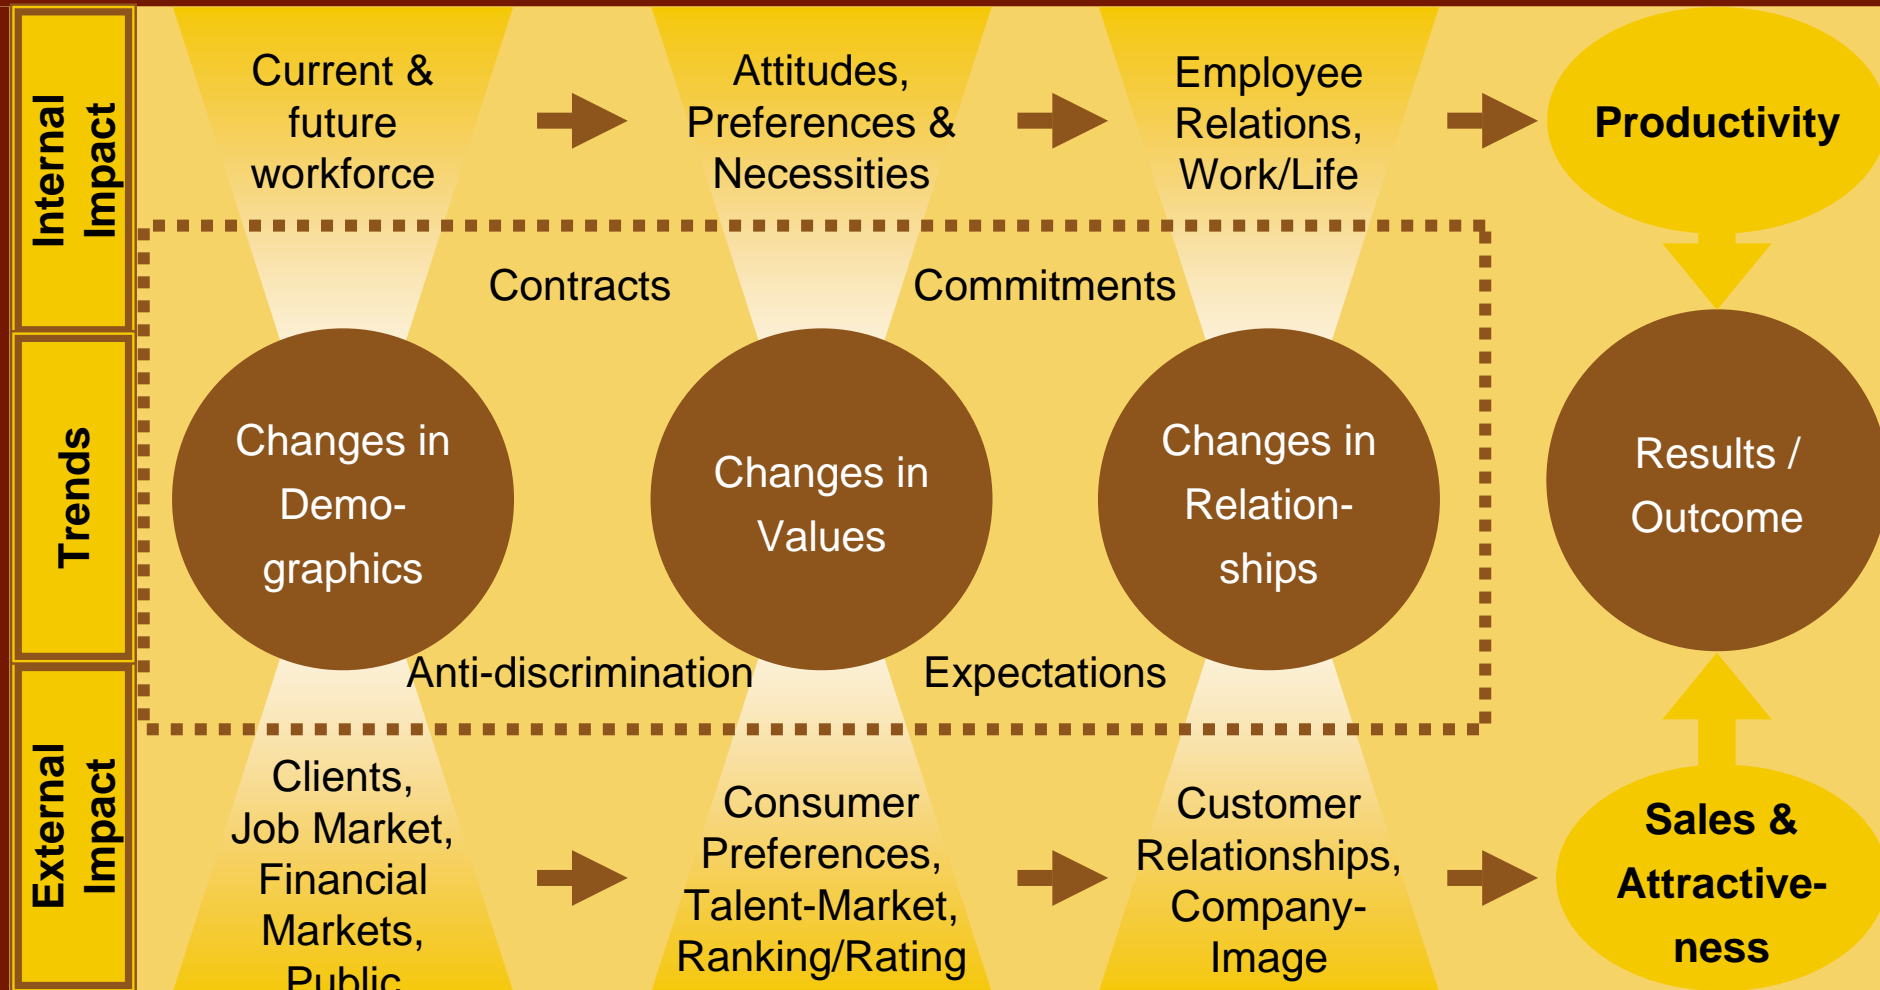 Internal
Impact
Current &
future
workforce
Attitudes,
Preferences &
Necessities
Employee
Relations,
Work/Life
Productivity
Contracts
Commitments
Trends
Changes in
Demo-
graphics
Changes in
Values
Changes in
Relation-
ships
Results /
Outcome
Anti-discrimination
Expectations
External
Impact
Clients,
Job Market,
Financial
Markets,
Public
Consumer
Preferences,
Talent-Market,
Ranking/Rating
Customer
Relationships,
Company-
Image
Sales &
Attractive-
ness